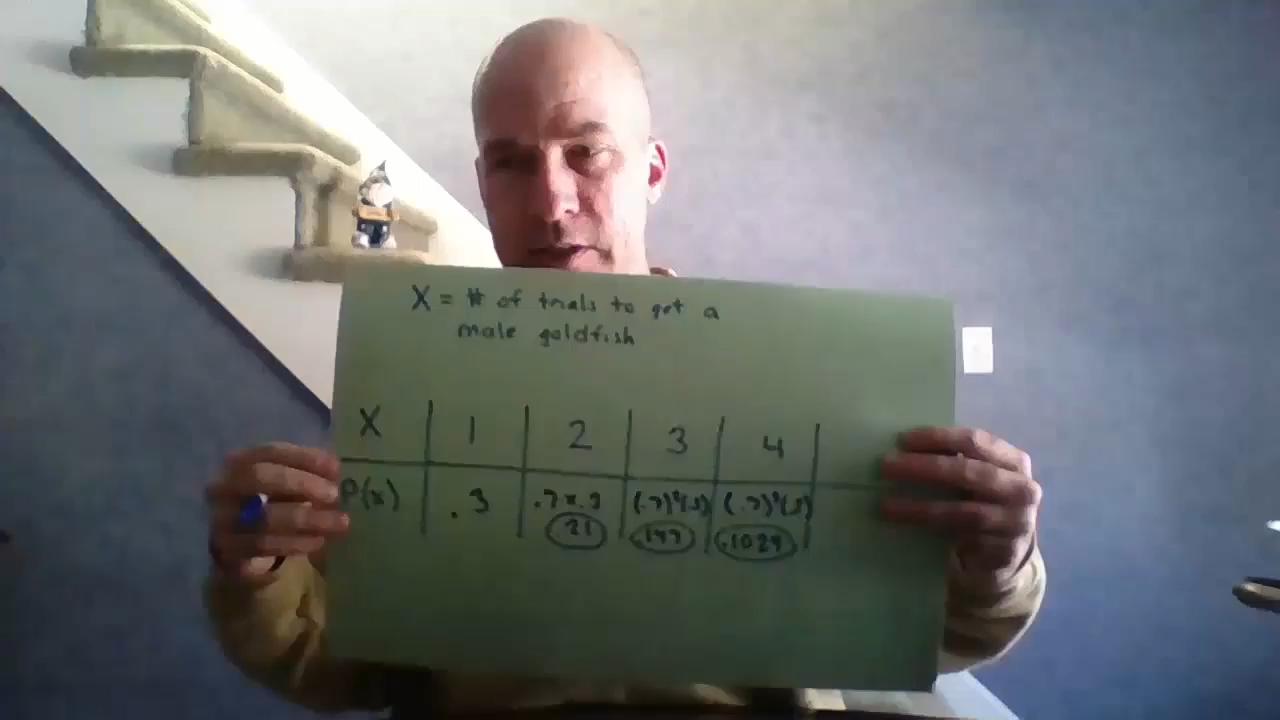 X = # of trials to get a
male goldfish
X 1 2 3 4
P(x) .3 .7 x .3 (.7)²(.3) (.7)³(.3)
.21 .147 .1029